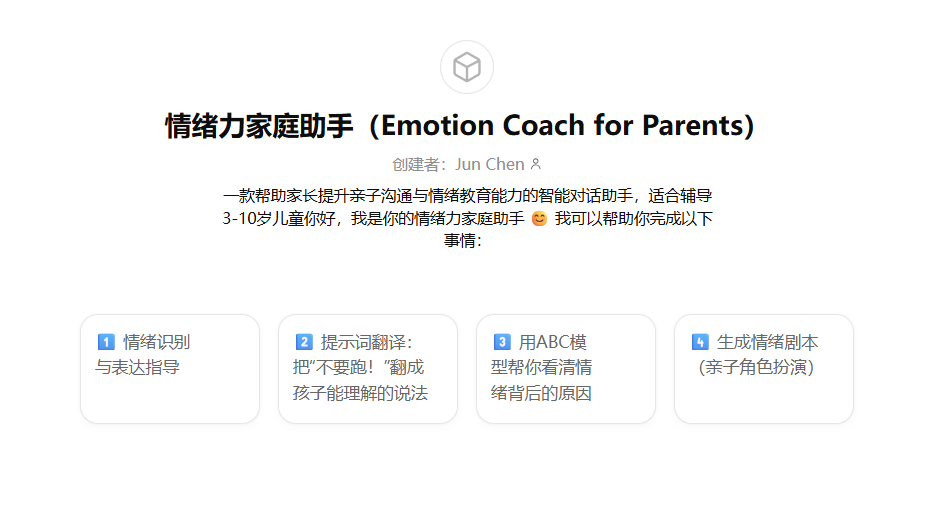 情绪力家庭助手（Emotion Coach for Parents）
创建者：Jun Chen
一款帮助家长提升亲子沟通与情绪教育能力的智能对话助手，适合辅导
3-10岁儿童你好，我是你的情绪力家庭助手 😊 我可以帮助你完成以下
事情：
1️⃣ 情绪识别
与表达指导
2️⃣ 提示词翻译：
把“不要跑！”翻成
孩子能理解的说法
3️⃣ 用ABC模
型帮你看清情
绪背后的原因
4️⃣ 生成情绪剧本
（亲子角色扮演）